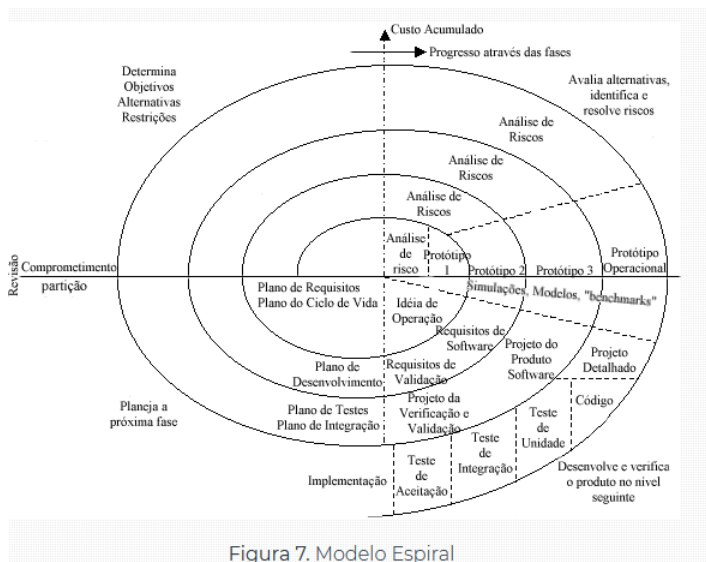 Custo Acumulado
Progresso através das fases
Determina
Objetivos
Alternativas
Restrições
Avalia alternativas,
identifica e
resolve riscos
Análise de
Riscos
Análise de
Riscos
Análise de
Riscos
Análise
de
risco
Protótipo
1
Protótipo 2
Protótipo 3
Protótipo
Operacional
Revisão
Comprometimento
partição
Simulações, Modelos, "benchmarks"
Plano de Requisitos
Plano do Ciclo de Vida
Idéia de
Operação
Requisitos de
Software
Projeto do
Produto
Software
Projeto
Detalhado
Plano de
Desenvolvimento
Requisitos de
Validação
Planeja a
próxima fase
Plano de Testes
Plano de Integração
Projeto da
Verificação e
Validação
Código
Teste
de
Unidade
Teste
de
Integração
Teste
de
Aceitação
Implementação
Desenvolve e verifica
o produto no nível
seguinte
Figura 7. Modelo Espiral